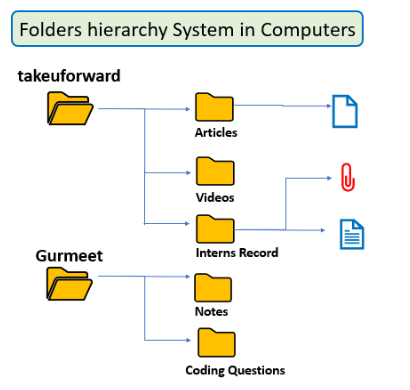 Folders hierarchy System in Computers
takeuforward
Articles
Videos
Interns Record
Gurmeet
Notes
Coding Questions